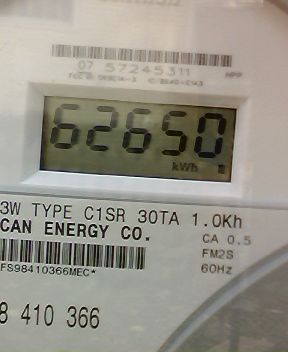 07 57245311
HPP
62650
kWh
3W TYPE C1SR 30TA 1.0Kh
CAN ENERGY CO.
CA 0.5
FM2S
60Hz
FS98410366MEC*
8 410 366